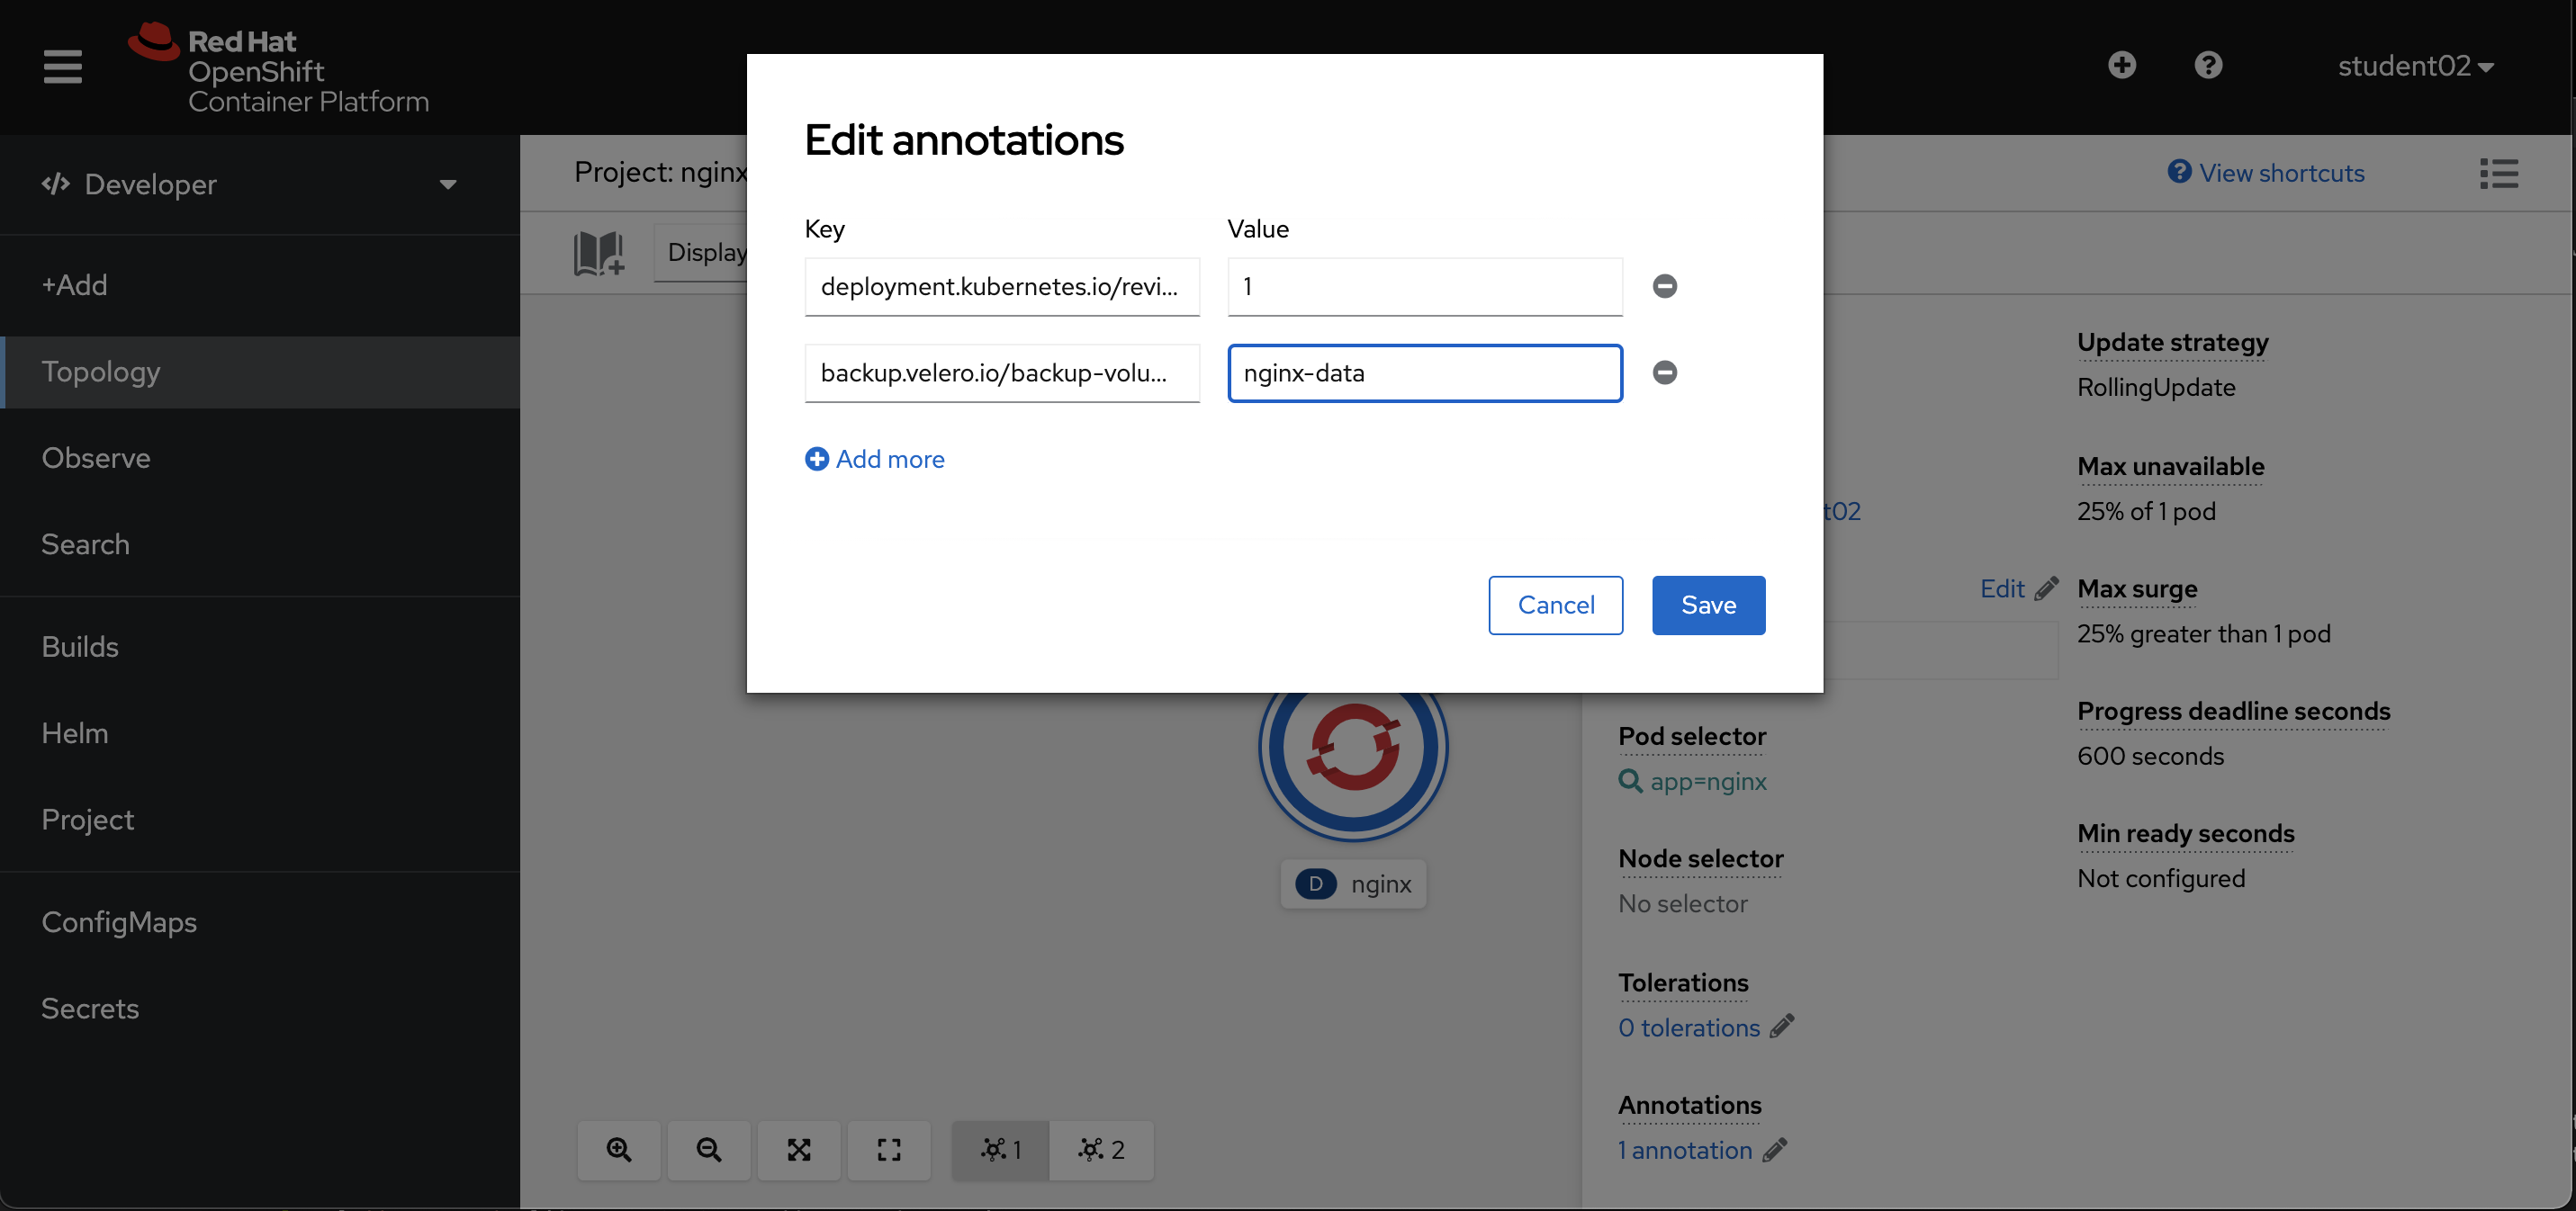 Red Hat
OpenShift
Container Platform
student02
Developer
+Add
Topology
Observe
Search
Builds
Helm
Project
ConfigMaps
Secrets
Project: nginx
View shortcuts
Display
Edit annotations
Key
Value
deployment.kubernetes.io/revi...
1
backup.velero.io/backup-volu...
nginx-data
Add more
Cancel
Save
D nginx
1
2
t02
Edit
Pod selector
app=nginx
Node selector
No selector
Tolerations
0 tolerations
Annotations
1 annotation
Update strategy
RollingUpdate
Max unavailable
25% of 1 pod
Max surge
25% greater than 1 pod
Progress deadline seconds
600 seconds
Min ready seconds
Not configured